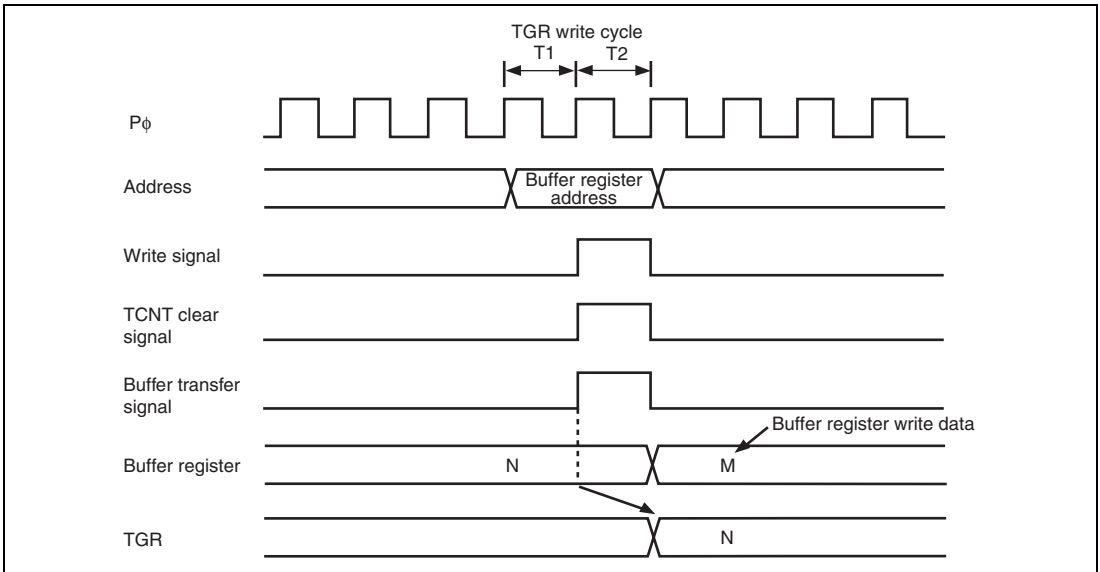 TGR write cycle
T1 T2
Pϕ
Address
Buffer register
address
Write signal
TCNT clear
signal
Buffer transfer
signal
Buffer register write data
Buffer register
N
M
TGR
N